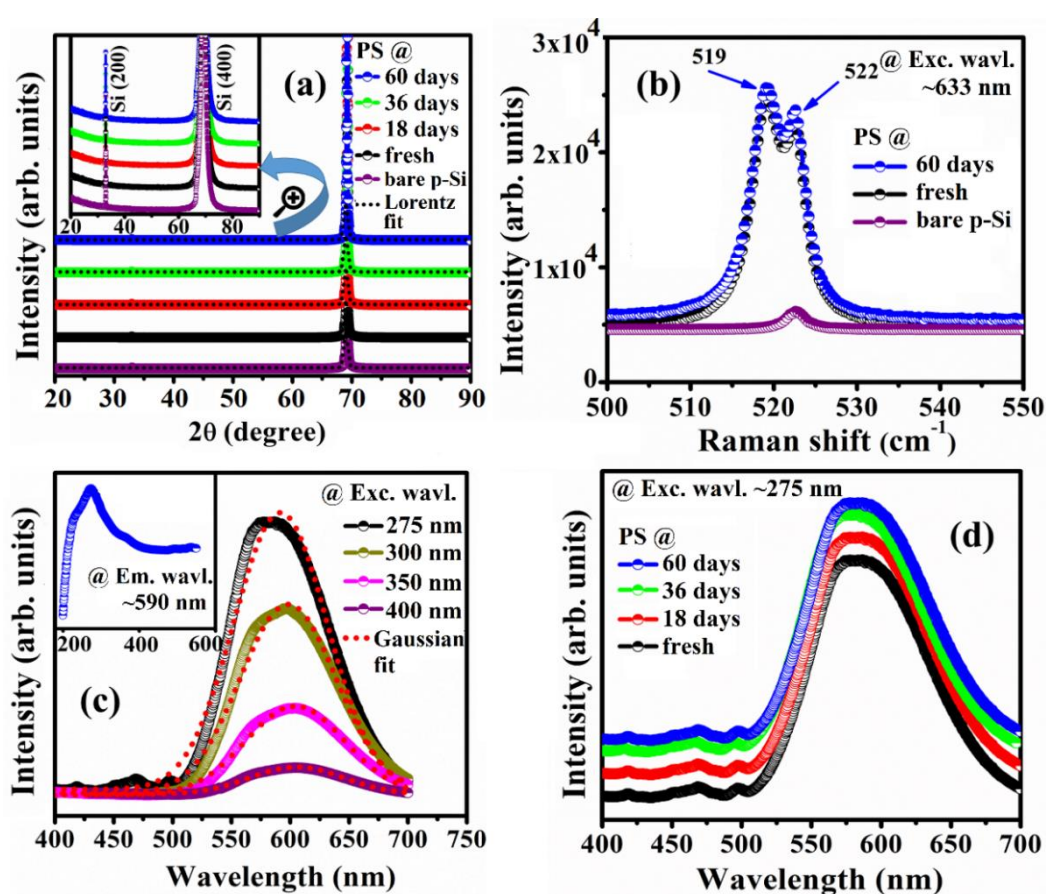 (a)
Si (200)
Si (400)
20 40 60 80
PS @
60 days
36 days
18 days
fresh
bare p-Si
Lorentz
fit
Intensity (arb. units)
20 30 40 50 60 70 80 90
2θ (degree)
(b)
3x10⁴
2x10⁴
1x10⁴
0
519
522
@ Exc. wavl.
~633 nm
PS @
60 days
fresh
bare p-Si
Intensity (arb. units)
500 510 520 530 540 550
Raman shift (cm⁻¹)
(c)
@ Em. wavl.
~590 nm
200 400 600
@ Exc. wavl.
275 nm
300 nm
350 nm
400 nm
Gaussian
fit
Intensity (arb. units)
400 450 500 550 600 650 700 750
Wavelength (nm)
@ Exc. wavl. ~275 nm
(d)
PS @
60 days
36 days
18 days
fresh
Intensity (arb. units)
400 450 500 550 600 650 700
Wavelength (nm)